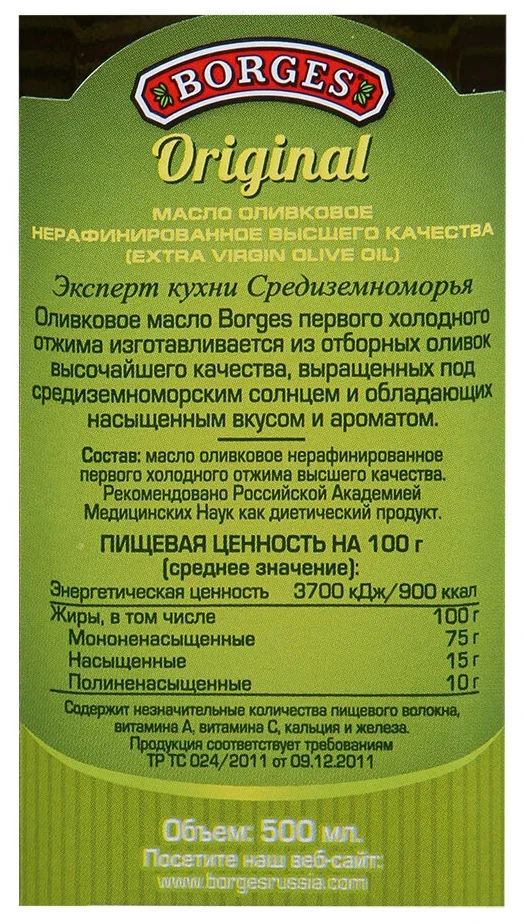 BORGES
Original
МАСЛО ОЛИВКОВОЕ
НЕРАФИНИРОВАННОЕ ВЫСШЕГО КАЧЕСТВА
(EXTRA VIRGIN OLIVE OIL)
Эксперт кухни Средиземноморья
Оливковое масло Borges первого холодного
отжима изготавливается из отборных оливок
высочайшего качества, выращенных под
средиземноморским солнцем и обладающих
насыщенным вкусом и ароматом.
Состав: масло оливковое нерафинированное
первого холодного отжима высшего качества.
Рекомендовано Российской Академией
Медицинских Наук как диетический продукт.
ПИЩЕВАЯ ЦЕННОСТЬ НА 100 г
(среднее значение):
Энергетическая ценность 3700 кДж/900 ккал
Жиры, в том числе 100 г
Мононенасыщенные 75 г
Насыщенные 15 г
Полиненасыщенные 10 г
Содержит незначительные количества пищевого волокна,
витамина А, витамина С, кальция и железа.
Продукция соответствует требованиям
ТР ТС 024/2011 от 09.12.2011
Объем: 500 мл.
Посетите наш веб-сайт:
www.borgesrussia.com